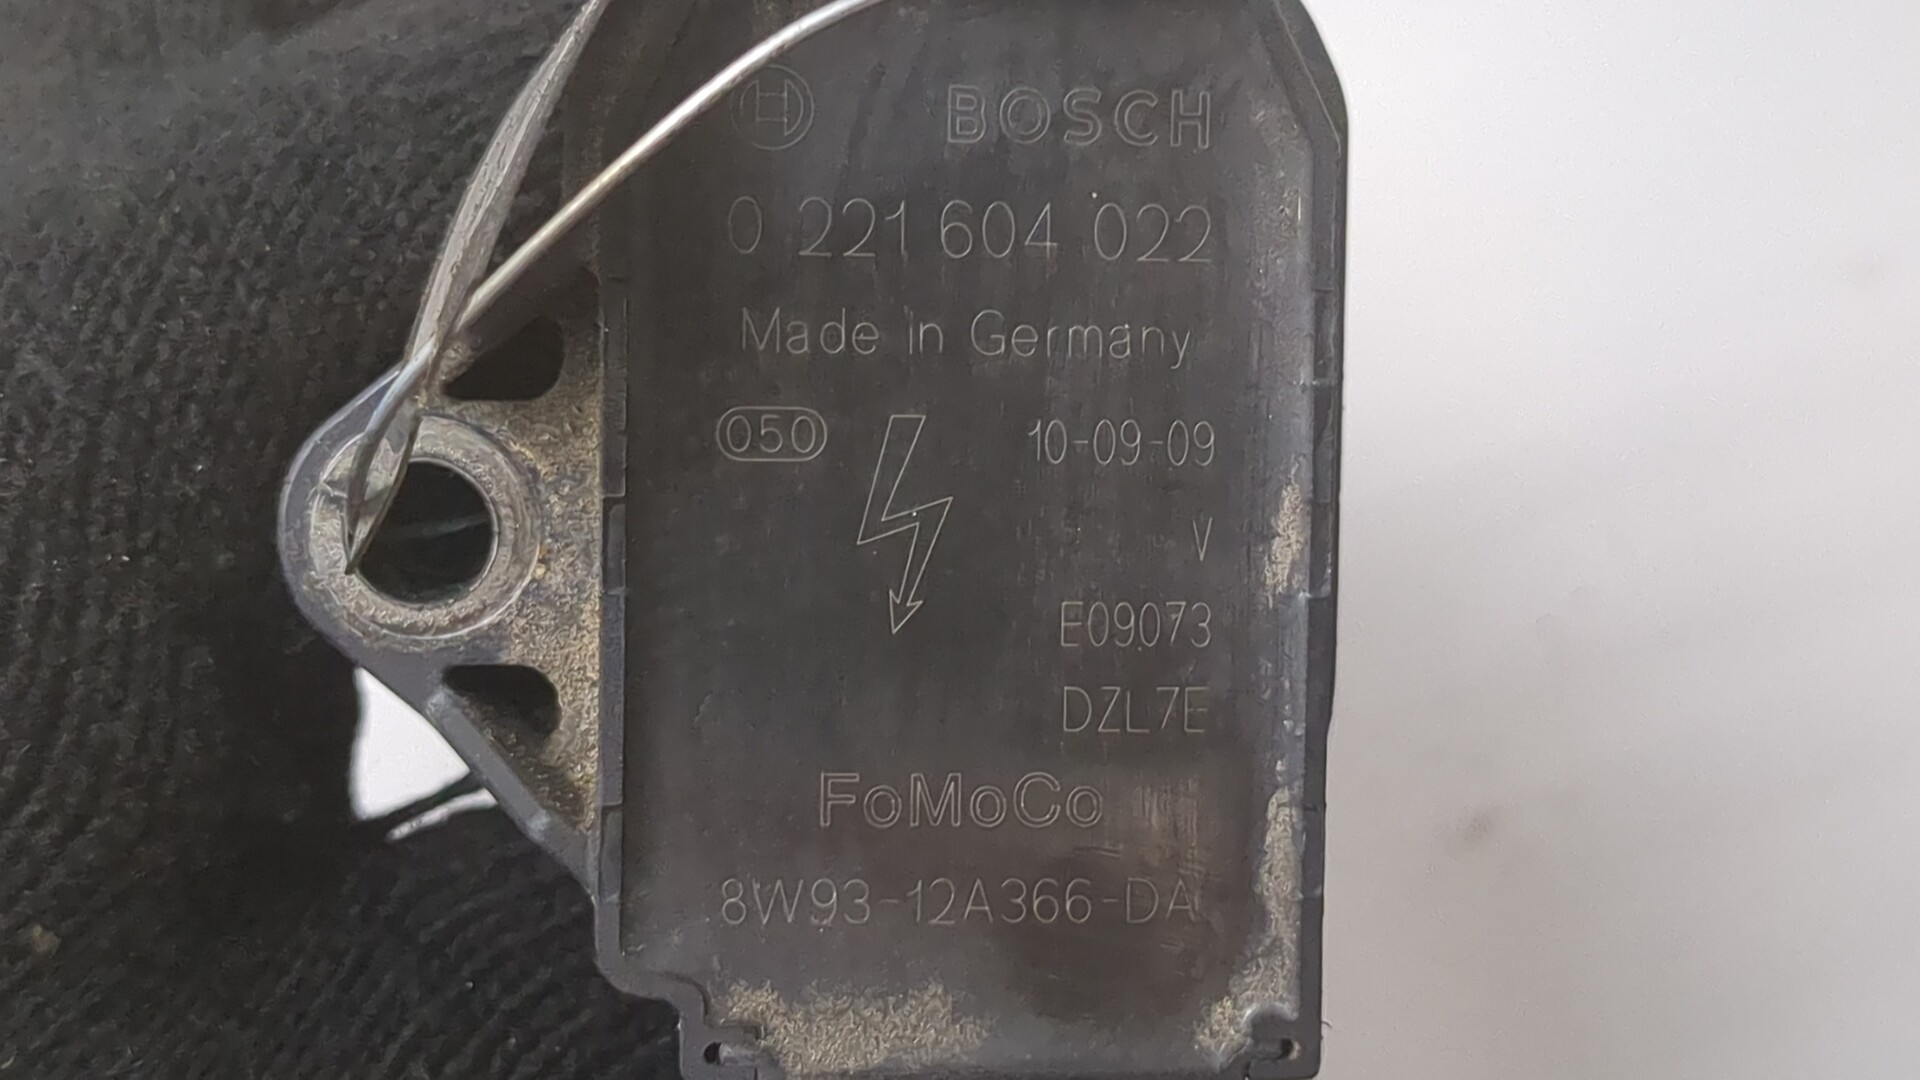 BOSCH
0 221 604 022
Made in Germany
050 10-09-09
V
E09073
DZL7E
FoMoCo
8W93-12A366-DA